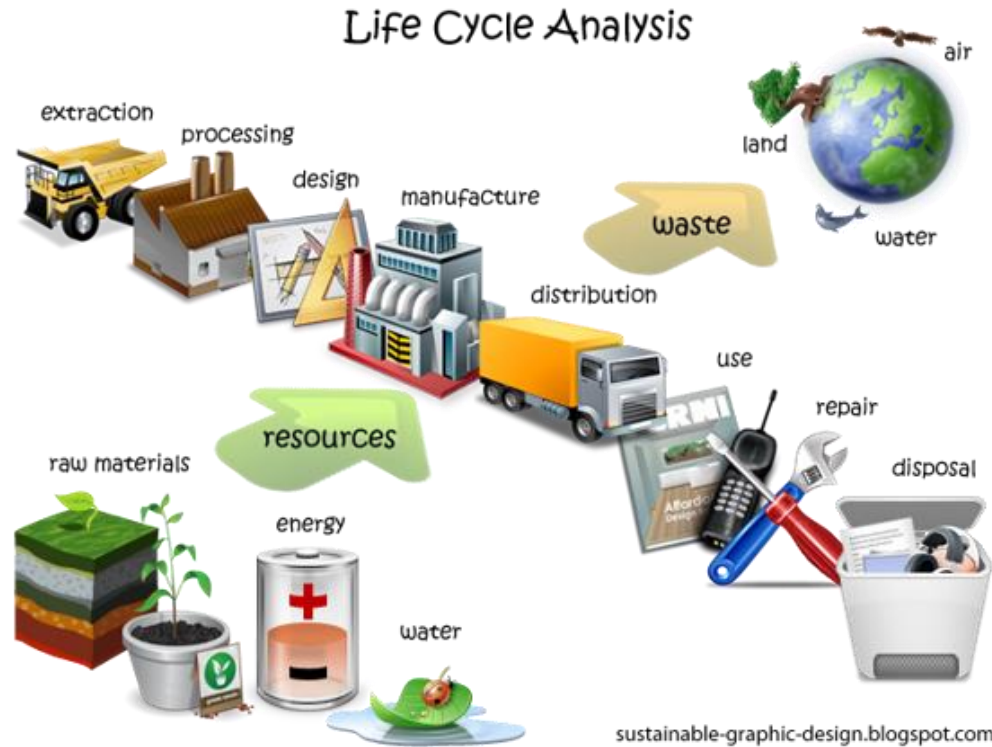 Life Cycle Analysis
air
extraction
processing
land
design
manufacture
waste
water
distribution
use
repair
resources
raw materials
disposal
energy
water
sustainable-graphic-design.blogspot.com